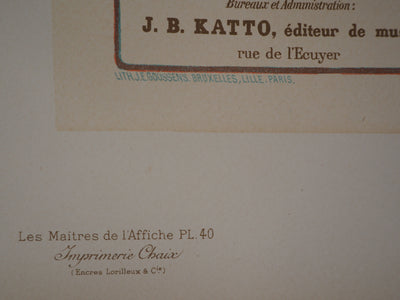 Bureaux et Administration:
J. B. KATTO, éditeur de mus
rue de l'Ecuyer
LITH. J.E. GOOSSENS. BRUXELLES, LILLE, PARIS.
Les Maitres de l'Affiche PL. 40
Imprimerie Chaix
(Encres Lorilleux & Cie)